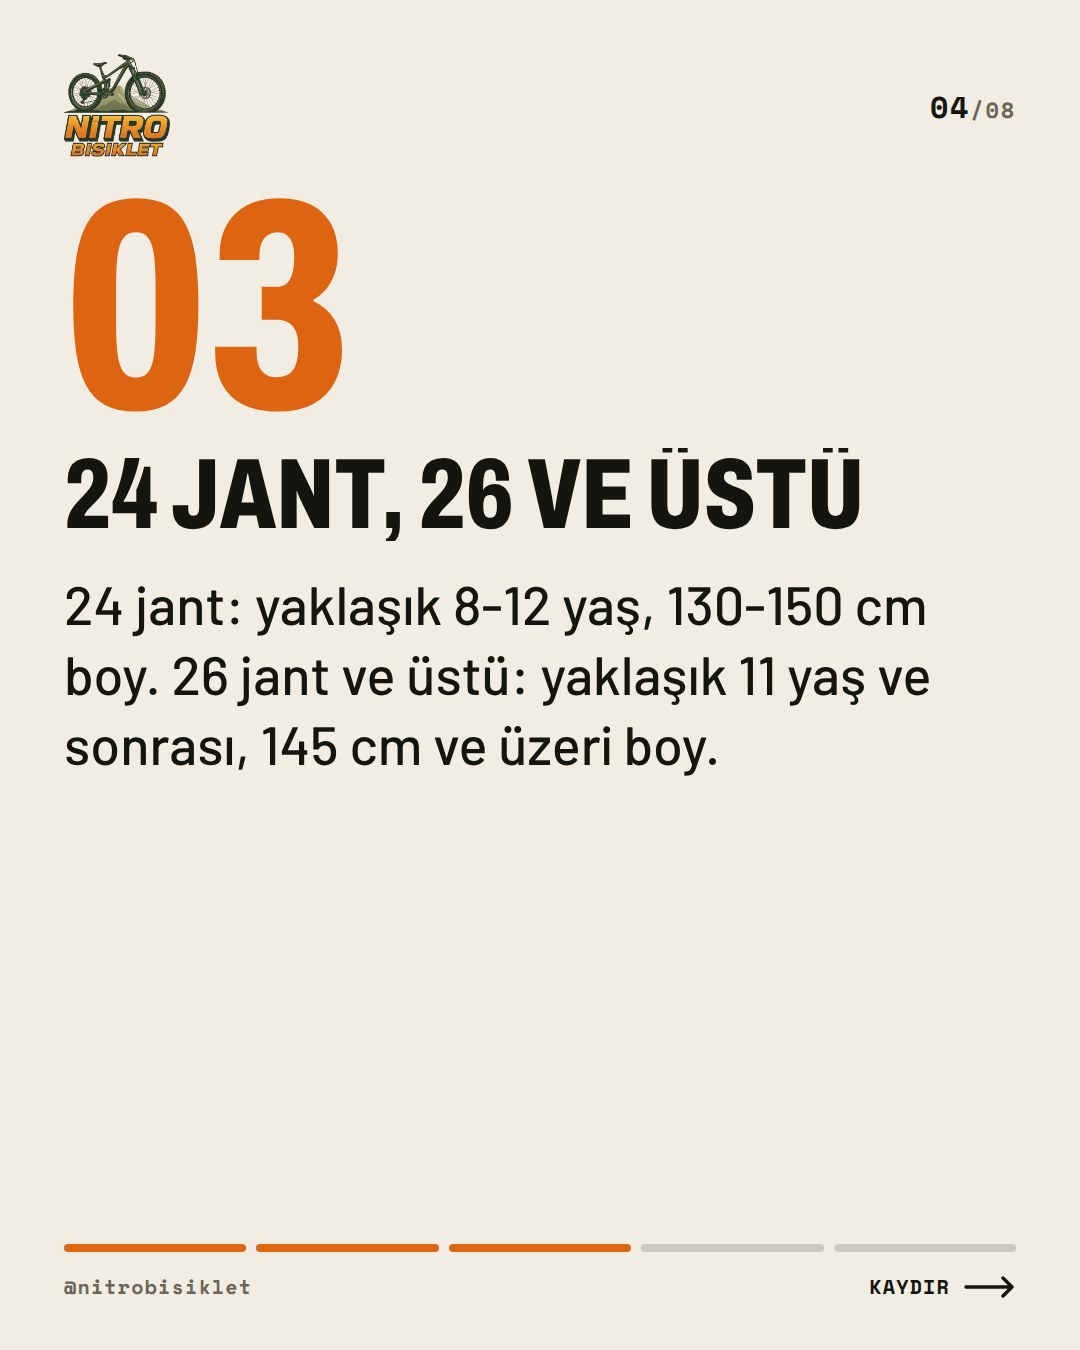 NiTRO
BISIKLET
04/08
03
24 JANT, 26 VE ÜSTÜ
24 jant: yaklaşık 8-12 yaş, 130-150 cm
boy. 26 jant ve üstü: yaklaşık 11 yaş ve
sonrası, 145 cm ve üzeri boy.
@nitrobisiklet
KAYDIR